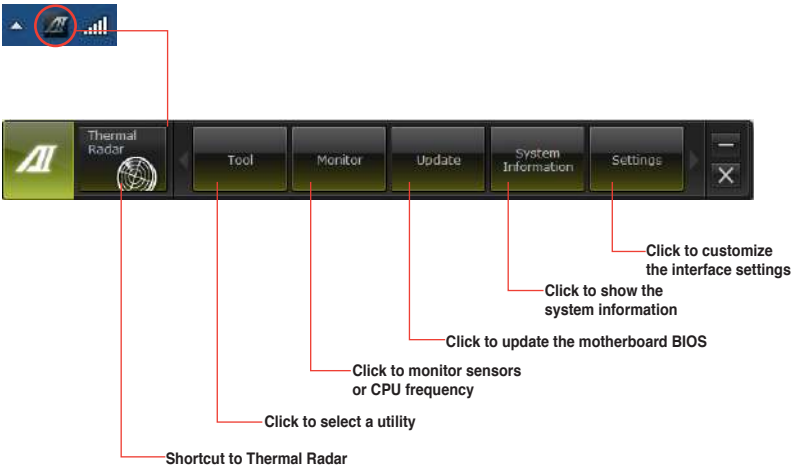 Thermal
Radar
Tool
Monitor
Update
System
Information
Settings
Click to customize
the interface settings
Click to show the
system information
Click to update the motherboard BIOS
Click to monitor sensors
or CPU frequency
Click to select a utility
Shortcut to Thermal Radar